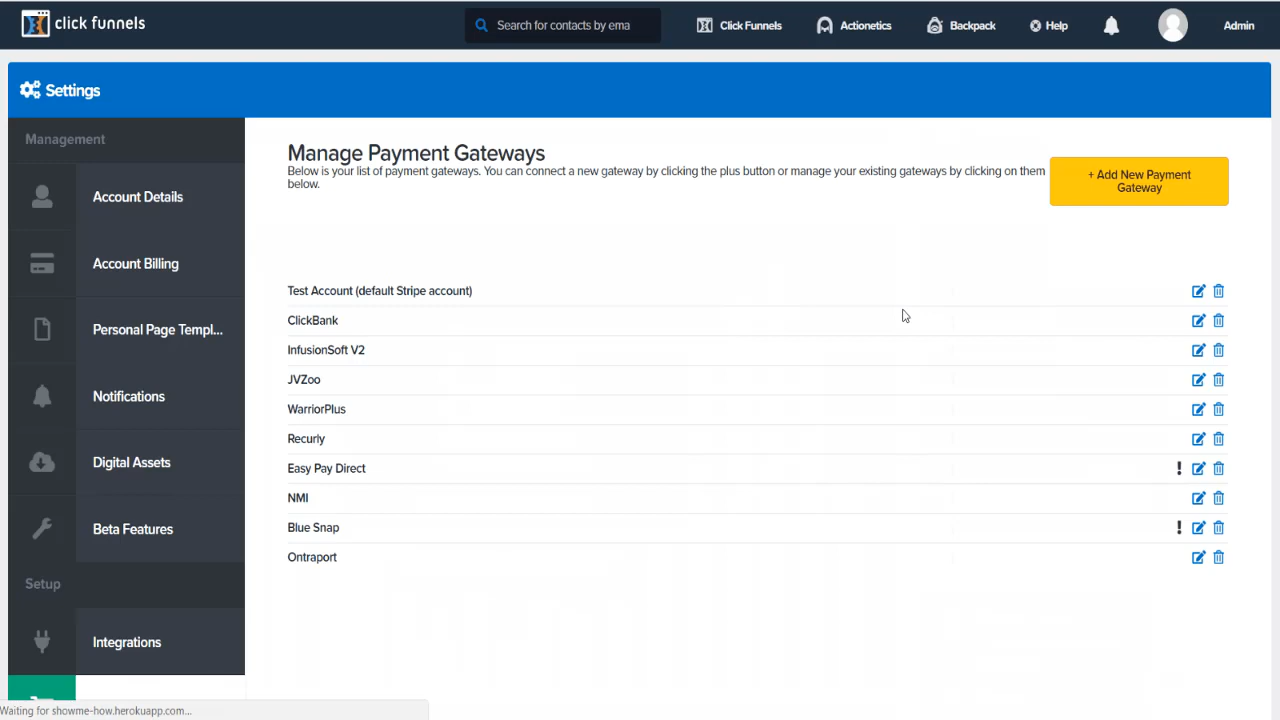 click funnels
Search for contacts by ema
Click Funnels
Actionetics
Backpack
Help
Admin
Settings
Management
Account Details
Account Billing
Personal Page Templ...
Notifications
Digital Assets
Beta Features
Setup
Integrations
Manage Payment Gateways
Below is your list of payment gateways. You can connect a new gateway by clicking the plus button or manage your existing gateways by clicking on them
below.
+ Add New Payment
Gateway
Test Account (default Stripe account)
ClickBank
InfusionSoft V2
JVZoo
WarriorPlus
Recurly
Easy Pay Direct
!
NMI
Blue Snap
!
Ontraport
Waiting for showme-how.herokuapp.com...